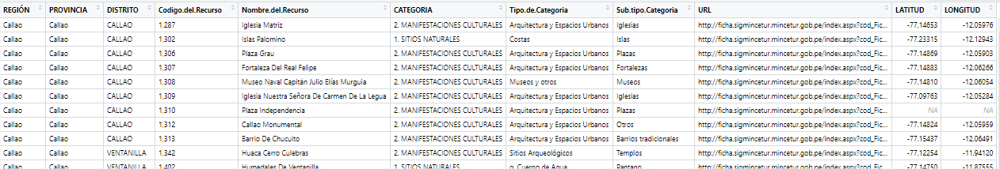 REGIÓN PROVINCIA DISTRITO Codigo.del.Recurso Nombre.del.Recurso CATEGORIA Tipo.de.Categoria Sub.tipo.Categoria URL LATITUD LONGITUD
Callao Callao CALLAO 1,287 Iglesia Matriz 2. MANIFESTACIONES CULTURALES Arquitectura y Espacios Urbanos Iglesias http://ficha.sigmincetur.mincetur.gob.pe/index.aspx?cod_Fic... -77.14653 -12.05976
Callao Callao CALLAO 1,302 Islas Palomino 1. SITIOS NATURALES Costas Islas http://ficha.sigmincetur.mincetur.gob.pe/index.aspx?cod_Fic... -77.23315 -12.12943
Callao Callao CALLAO 1,306 Plaza Grau 2. MANIFESTACIONES CULTURALES Arquitectura y Espacios Urbanos Plazas http://ficha.sigmincetur.mincetur.gob.pe/index.aspx?cod_Fic... -77.14869 -12.05903
Callao Callao CALLAO 1,307 Fortaleza Del Real Felipe 2. MANIFESTACIONES CULTURALES Arquitectura y Espacios Urbanos Fortalezas http://ficha.sigmincetur.mincetur.gob.pe/index.aspx?cod_Fic... -77.14883 -12.06266
Callao Callao CALLAO 1,308 Museo Naval Capitán Julio Elías Murguia 2. MANIFESTACIONES CULTURALES Museos y otros Museos http://ficha.sigmincetur.mincetur.gob.pe/index.aspx?cod_Fic... -77.14810 -12.06054
Callao Callao CALLAO 1,309 Iglesia Nuestra Señora De Carmen De La Legua 2. MANIFESTACIONES CULTURALES Arquitectura y Espacios Urbanos Iglesias http://ficha.sigmincetur.mincetur.gob.pe/index.aspx?cod_Fic... -77.09763 -12.05284
Callao Callao CALLAO 1,310 Plaza Independencia 2. MANIFESTACIONES CULTURALES Arquitectura y Espacios Urbanos Plazas http://ficha.sigmincetur.mincetur.gob.pe/index.aspx?cod_Fic... NA NA
Callao Callao CALLAO 1,312 Callao Monumental 2. MANIFESTACIONES CULTURALES Arquitectura y Espacios Urbanos Otros http://ficha.sigmincetur.mincetur.gob.pe/index.aspx?cod_Fic... -77.14824 -12.05959
Callao Callao CALLAO 1,313 Barrio De Chucuito 2. MANIFESTACIONES CULTURALES Arquitectura y Espacios Urbanos Barrios tradicionales http://ficha.sigmincetur.mincetur.gob.pe/index.aspx?cod_Fic... -77.15437 -12.06491
Callao Callao VENTANILLA 1,342 Huaca Cerro Culebras 2. MANIFESTACIONES CULTURALES Sitios Arqueológicos Templos http://ficha.sigmincetur.mincetur.gob.pe/index.aspx?cod_Fic... -77.12254 -11.94120
Callao Callao VENTANILLA 1,402 Humedales De Ventanilla 1. SITIOS NATURALES g. Cuerpo de Agua Pantano http://ficha.sigmincetur.mincetur.gob.pe/index.aspx?cod_Fic... -77.14750 -11.87555